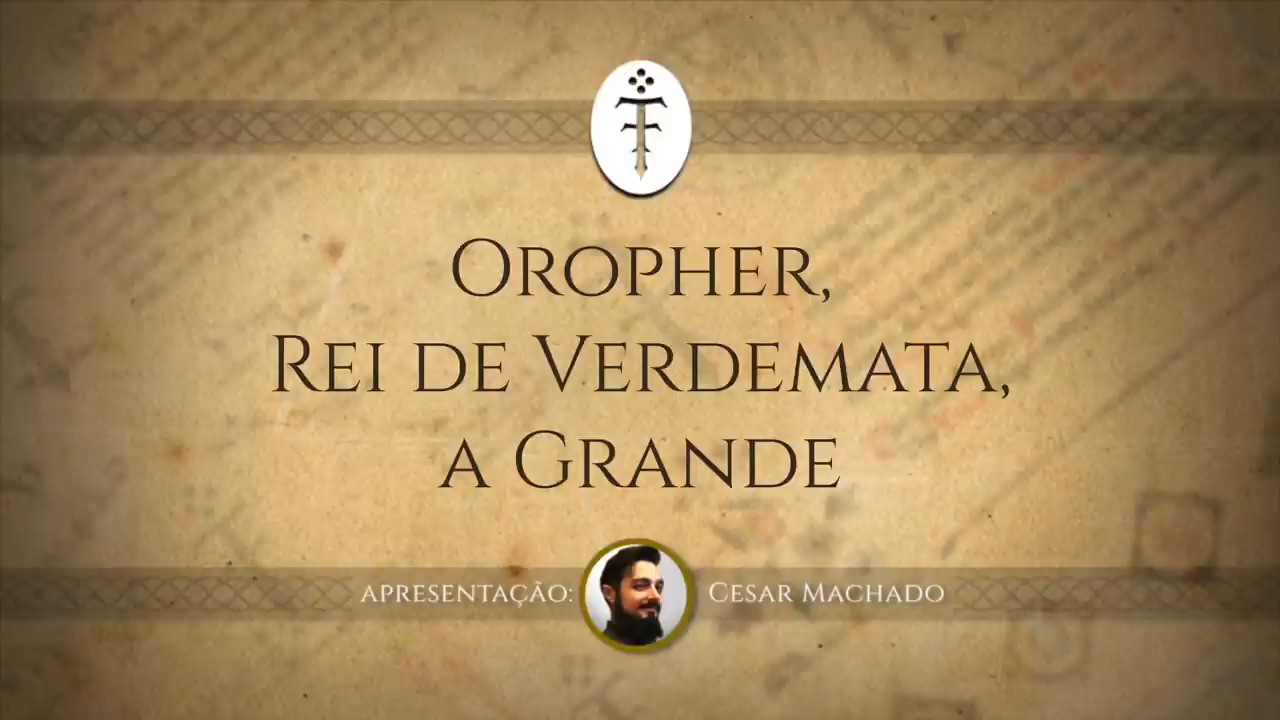 Oropher,
Rei de Verdemata,
a Grande
apresentação: Cesar Machado